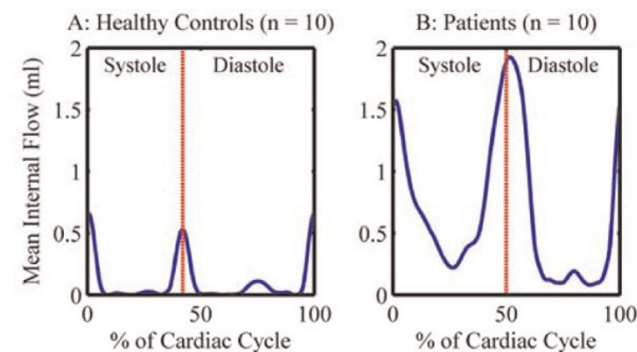 A: Healthy Controls (n = 10)
B: Patients (n = 10)
Mean Internal Flow (ml)
2
1.5
1
0.5
0
Systole
Diastole
0
50
100
% of Cardiac Cycle
2
1.5
1
0.5
0
Systole
Diastole
0
50
100
% of Cardiac Cycle